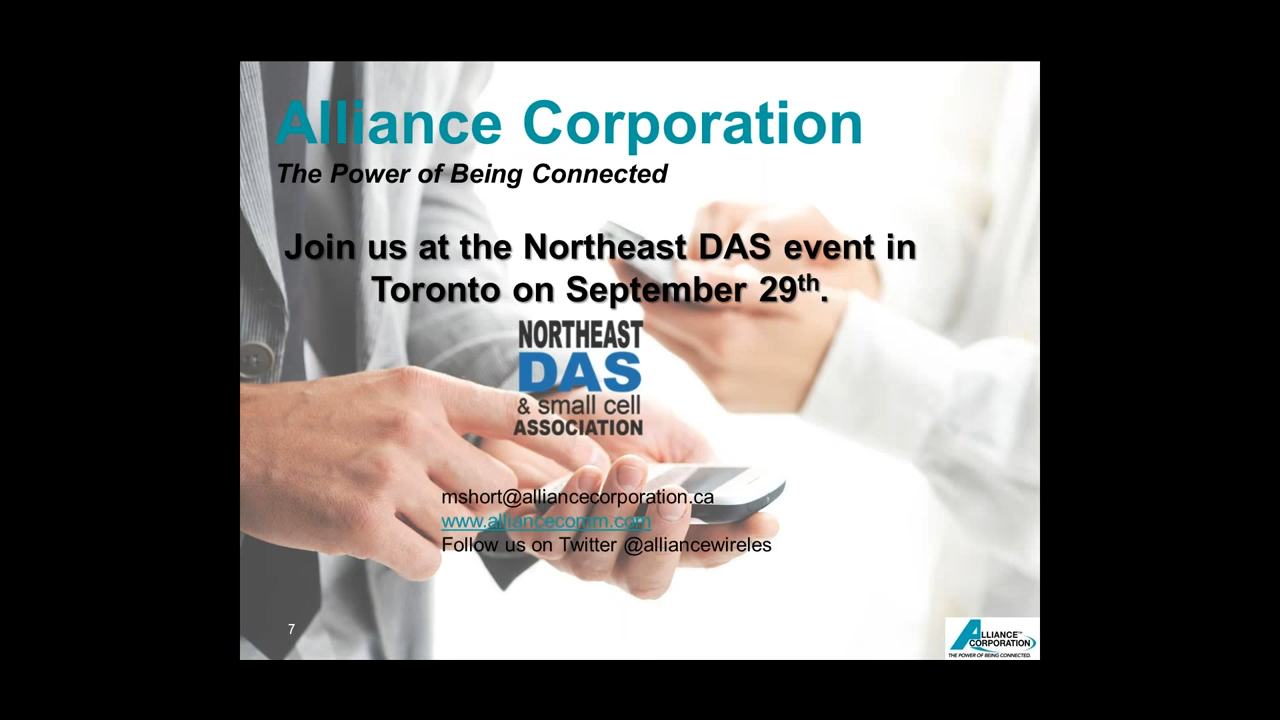 Alliance Corporation
The Power of Being Connected
Join us at the Northeast DAS event in
Toronto on September 29th.
NORTHEAST
DAS
& small cell
ASSOCIATION
mshort@alliancecorporation.ca
www.alliancecomm.com
Follow us on Twitter @alliancewireles
7
ALLIANCE™
CORPORATION
THE POWER OF BEING CONNECTED.